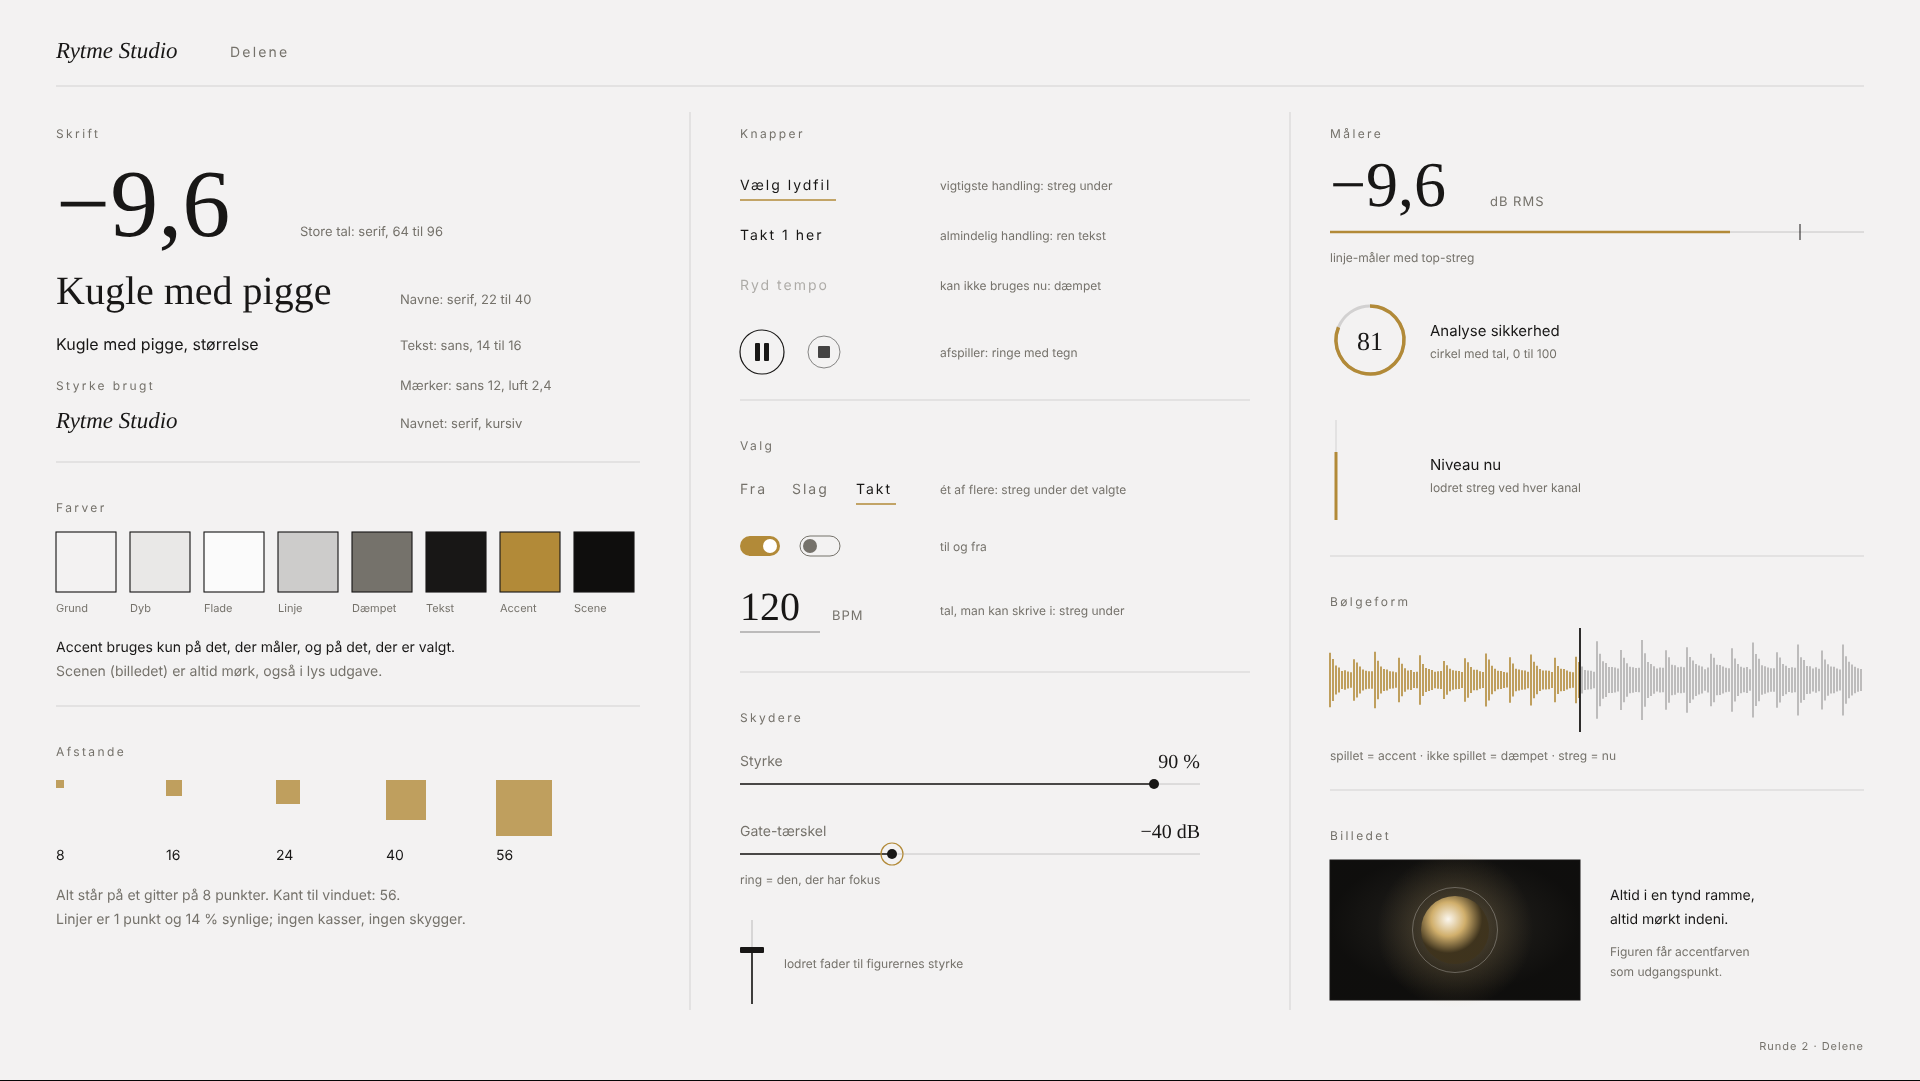 Rytme Studio
Delene
Skrift
−9,6
Store tal: serif, 64 til 96
Kugle med pigge
Navne: serif, 22 til 40
Kugle med pigge, størrelse
Tekst: sans, 14 til 16
Styrke brugt
Mærker: sans 12, luft 2,4
Rytme Studio
Navnet: serif, kursiv
Farver
Grund
Dyb
Flade
Linje
Dæmpet
Tekst
Accent
Scene
Accent bruges kun på det, der måler, og på det, der er valgt.
Scenen (billedet) er altid mørk, også i lys udgave.
Afstande
8
16
24
40
56
Alt står på et gitter på 8 punkter. Kant til vinduet: 56.
Linjer er 1 punkt og 14 % synlige; ingen kasser, ingen skygger.
Knapper
Vælg lydfil
vigtigste handling: streg under
Takt 1 her
almindelig handling: ren tekst
Ryd tempo
kan ikke bruges nu: dæmpet
afspiller: ringe med tegn
Valg
Fra
Slag
Takt
ét af flere: streg under det valgte
til og fra
120
BPM
tal, man kan skrive i: streg under
Skydere
Styrke
90 %
Gate-tærskel
−40 dB
ring = den, der har fokus
lodret fader til figurernes styrke
Målere
−9,6
dB RMS
linje-måler med top-streg
81
Analyse sikkerhed
cirkel med tal, 0 til 100
Niveau nu
lodret streg ved hver kanal
Bølgeform
spillet = accent · ikke spillet = dæmpet · streg = nu
Billedet
Altid i en tynd ramme,
altid mørkt indeni.
Figuren får accentfarven
som udgangspunkt.
Runde 2 · Delene